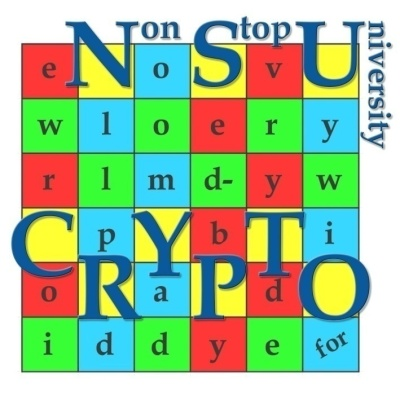 Non Stop University
e o v
w l o e r y
r l m d- y w
p b i
CRYPTO
o a d
i d d y e for